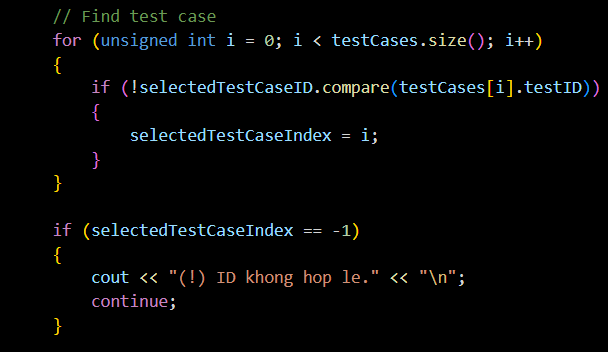 // Find test case
for (unsigned int i = 0; i < testCases.size(); i++)
{
    if (!selectedTestCaseID.compare(testCases[i].testID))
    {
        selectedTestCaseIndex = i;
    }
}

if (selectedTestCaseIndex == -1)
{
    cout << "(!) ID khong hop le." << "\n";
    continue;
}